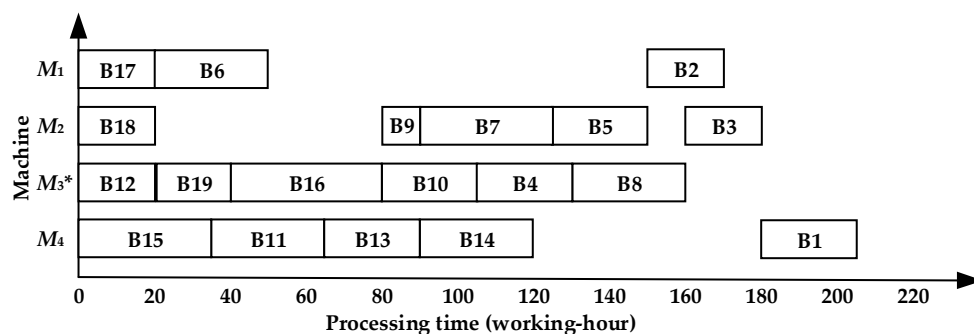 M1 B17 B6 B2
M2 B18 B9 B7 B5 B3
M3* B12 B19 B16 B10 B4 B8
M4 B15 B11 B13 B14 B1
Machine
0 20 40 60 80 100 120 140 160 180 200 220
Processing time (working-hour)